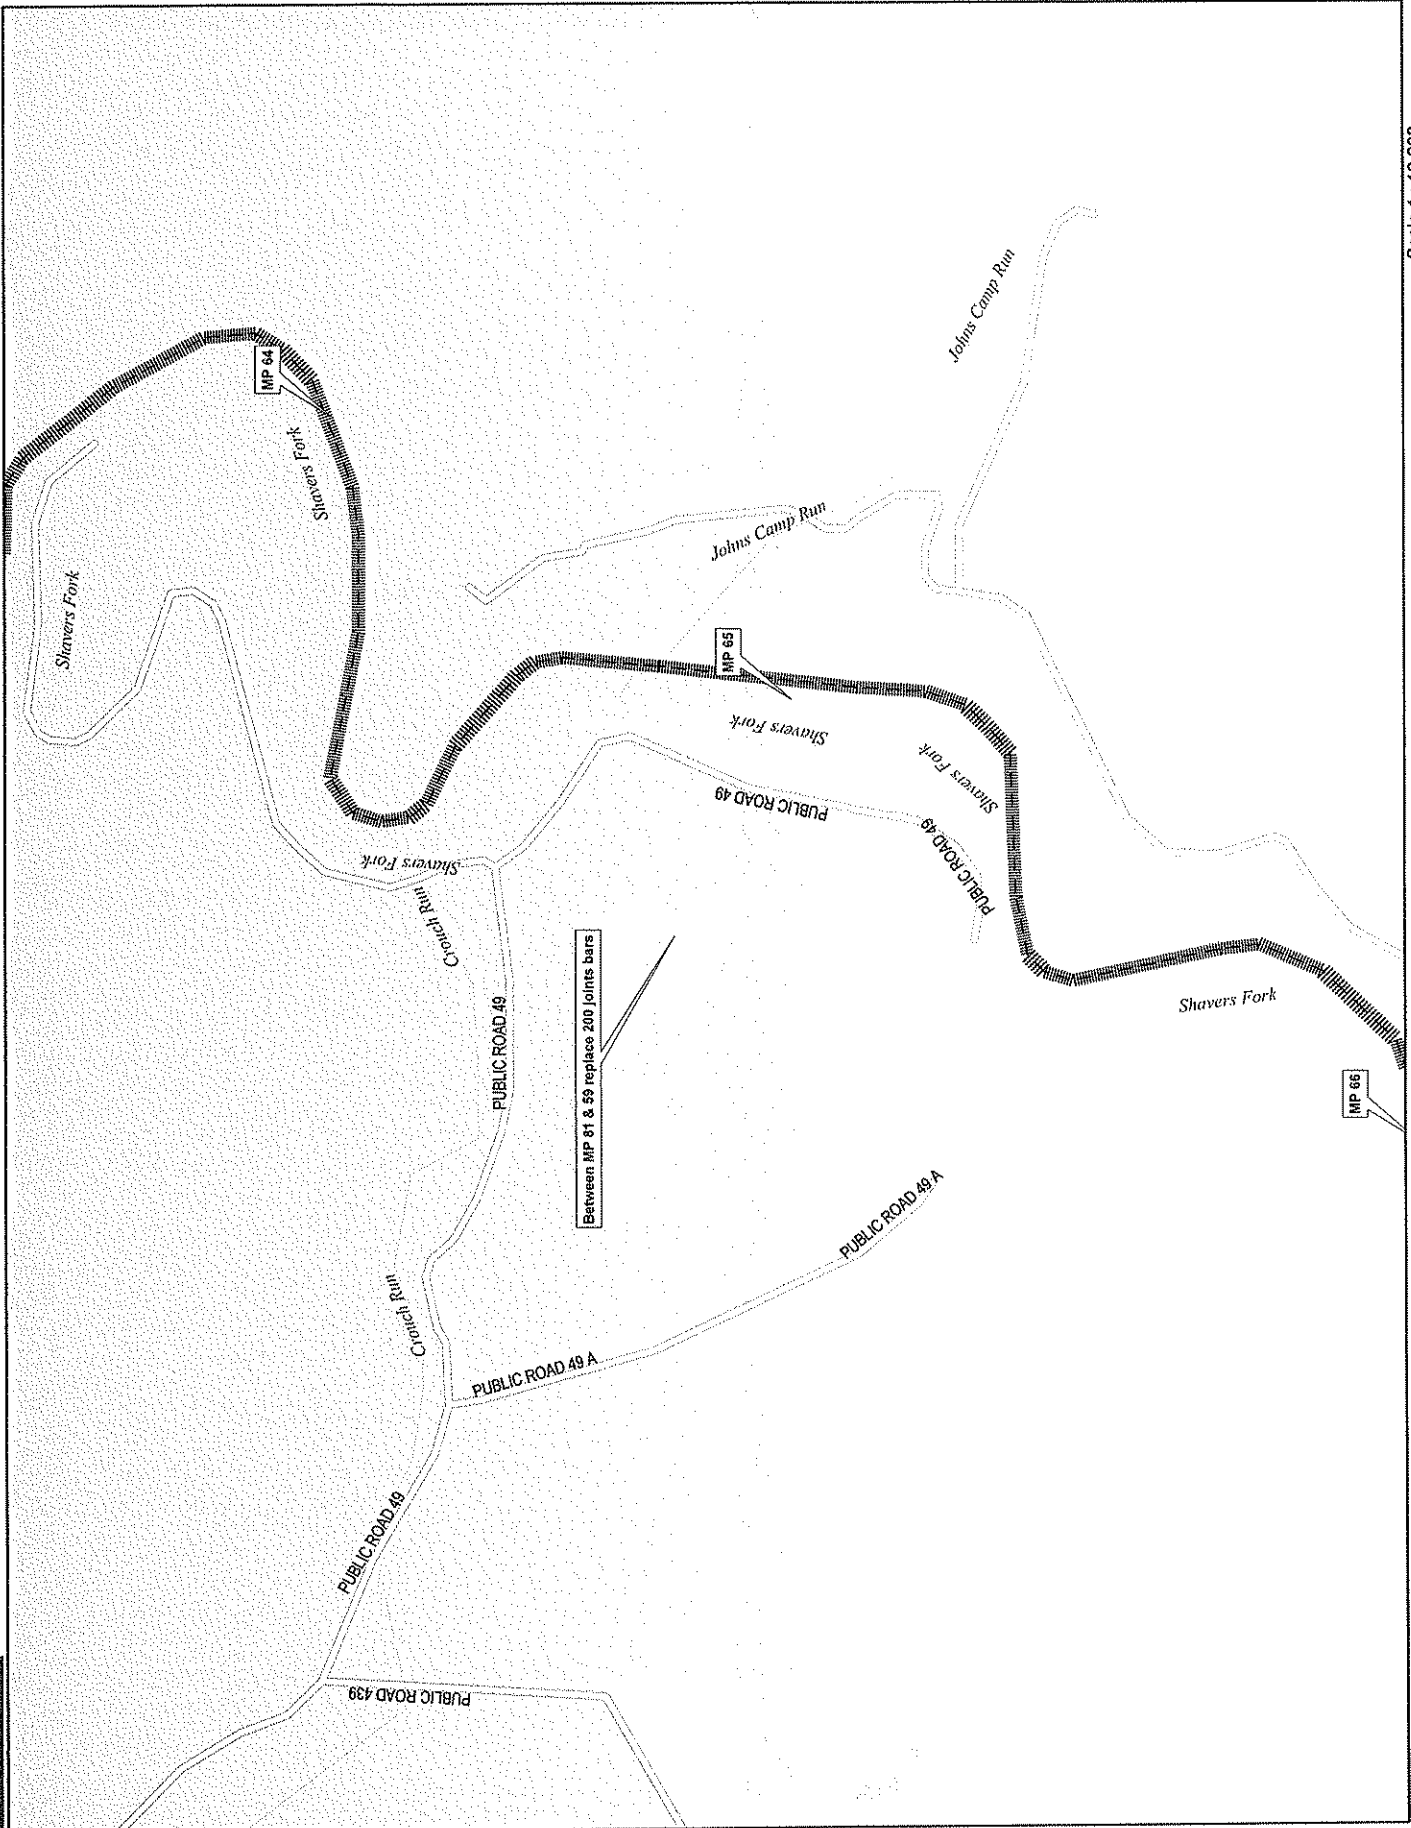 Shavers Fork
MP 64
Shavers Fork
Johns Camp Run
Johns Camp Run
MP 65
Shavers Fork
Shavers Fork
PUBLIC ROAD 49
PUBLIC ROAD 49
Shavers Fork
Crouch Run
PUBLIC ROAD 49
Between MP 81 & 59 replace 200 joints bars
Shavers Fork
MP 66
PUBLIC ROAD 49 A
Crouch Run
PUBLIC ROAD 49 A
PUBLIC ROAD 49
PUBLIC ROAD 439